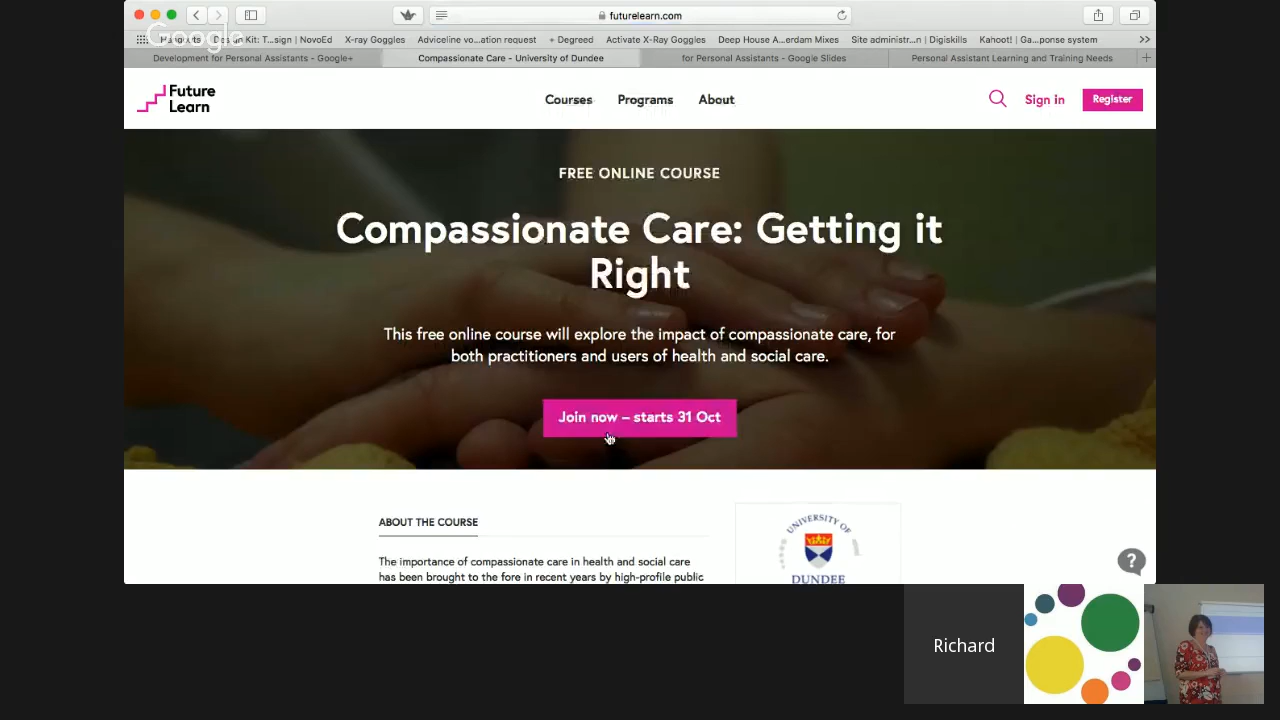 futurelearn.com
Google
Hangouts
Design Kit: T...sign | NovoEd
X-ray Goggles
Adviceline vo...ation request
+ Degreed
Activate X-Ray Goggles
Deep House A...erdam Mixes
Site administr...n | Digiskills
Kahoot! | Ga...ponse system
Development for Personal Assistants - Google+
Compassionate Care - University of Dundee
for Personal Assistants - Google Slides
Personal Assistant Learning and Training Needs
Future
Learn
Courses
Programs
About
Sign in
Register
FREE ONLINE COURSE
Compassionate Care: Getting it
Right
This free online course will explore the impact of compassionate care, for
both practitioners and users of health and social care.
Join now – starts 31 Oct
ABOUT THE COURSE
The importance of compassionate care in health and social care
has been brought to the fore in recent years by high-profile public
UNIVERSITY OF
DUNDEE
?
Richard